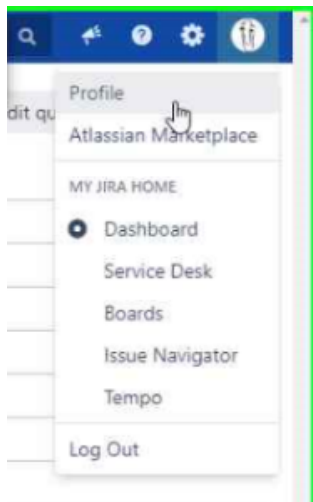 dit qu
Profile
Atlassian Marketplace
MY JIRA HOME
Dashboard
Service Desk
Boards
Issue Navigator
Tempo
Log Out